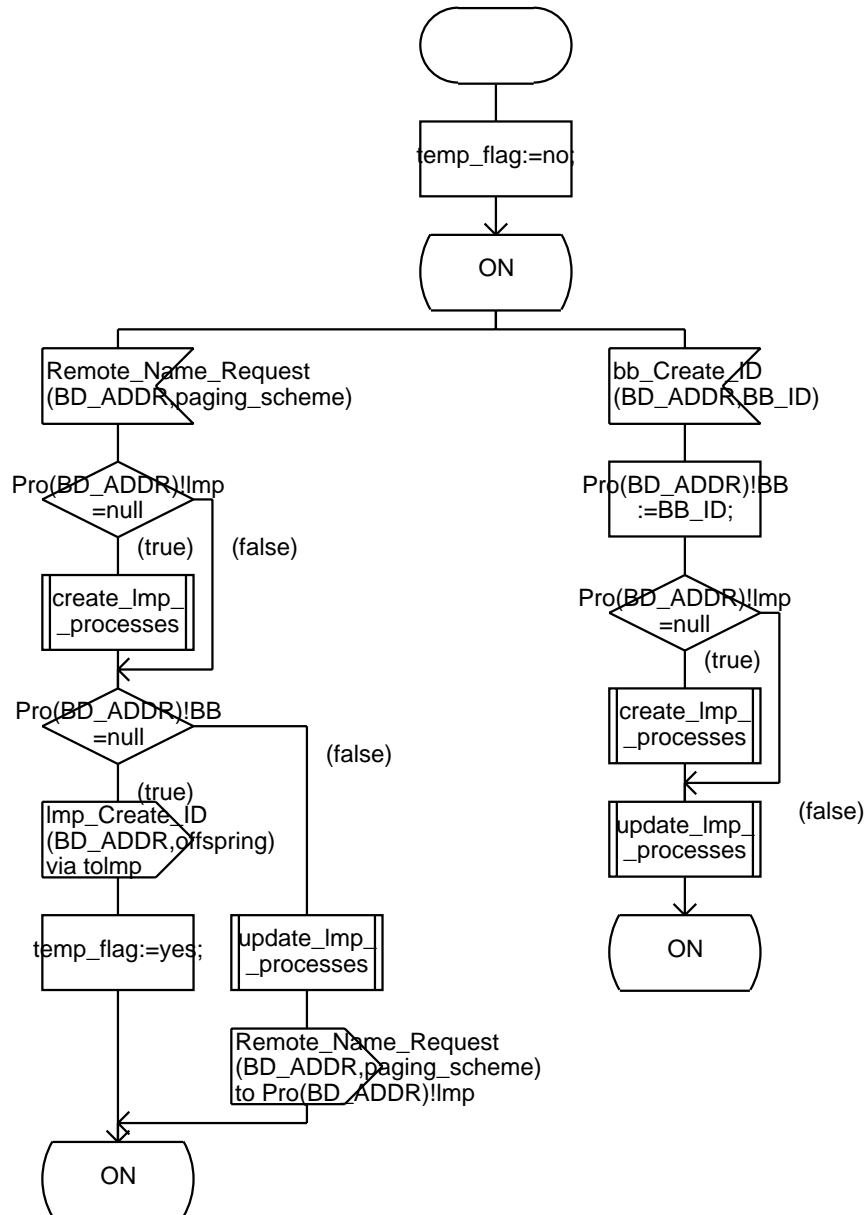 temp_flag:=no;
ON
Remote_Name_Request
(BD_ADDR,paging_scheme)
Pro(BD_ADDR)!lmp
=null
(true)
(false)
create_lmp_
_processes
Pro(BD_ADDR)!BB
=null
(false)
(true)
lmp_Create_ID
(BD_ADDR,offspring)
via tolmp
temp_flag:=yes;
update_lmp_
_processes
Remote_Name_Request
(BD_ADDR,paging_scheme)
to Pro(BD_ADDR)!lmp
ON
bb_Create_ID
(BD_ADDR,BB_ID)
Pro(BD_ADDR)!BB
:=BB_ID;
Pro(BD_ADDR)!lmp
=null
(true)
create_lmp_
_processes
(false)
update_lmp_
_processes
ON